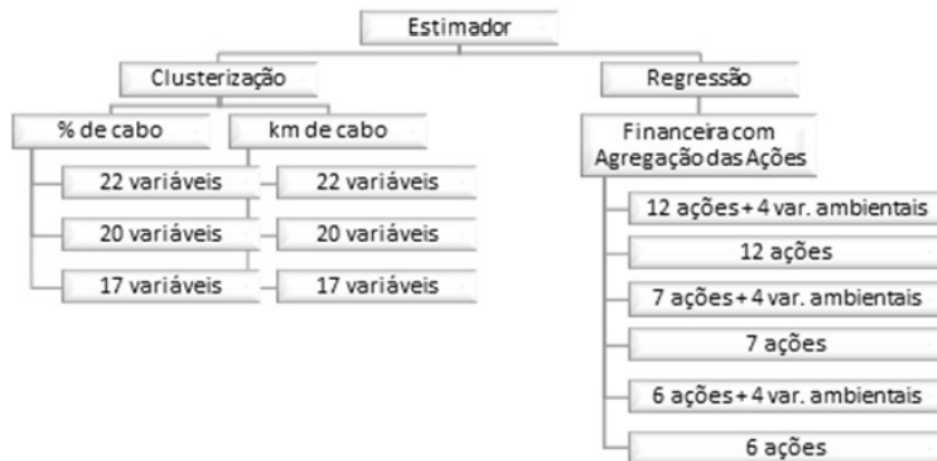 Estimador
Clusterização
Regressão
% de cabo
km de cabo
Financeira com
Agregação das Ações
22 variáveis
20 variáveis
17 variáveis
22 variáveis
20 variáveis
17 variáveis
12 ações + 4 var. ambientais
12 ações
7 ações + 4 var. ambientais
7 ações
6 ações + 4 var. ambientais
6 ações